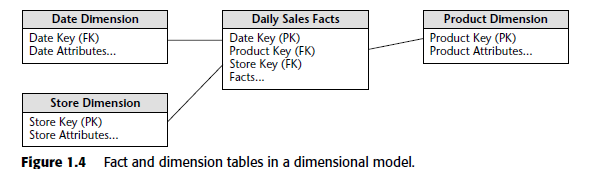 Date Dimension
Date Key (FK)
Date Attributes...
Daily Sales Facts
Date Key (PK)
Product Key (FK)
Store Key (FK)
Facts...
Product Dimension
Product Key (PK)
Product Attributes...
Store Dimension
Store Key (PK)
Store Attributes...
Figure 1.4 Fact and dimension tables in a dimensional model.